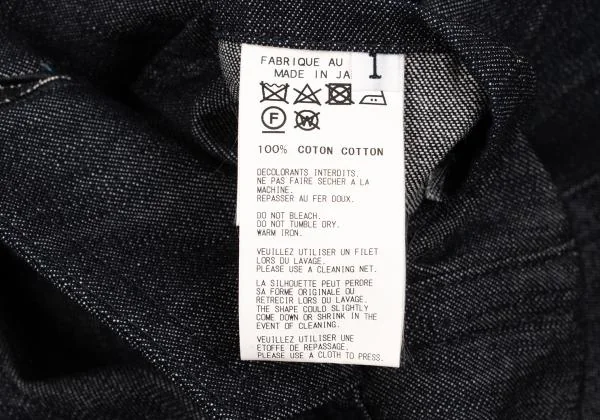 FABRIQUE AU
MADE IN JA
1
F W
100% COTON COTTON
DECOLORANTS INTERDITS.
NE PAS FAIRE SECHER A LA
MACHINE.
REPASSER AU FER DOUX.
DO NOT BLEACH.
DO NOT TUMBLE DRY.
WARM IRON.
VEUILLEZ UTILISER UN FILET
LORS DU LAVAGE.
PLEASE USE A CLEANING NET.
LA SILHOUETTE PEUT PERDRE
SA FORME ORIGINALE OU
RETRECIR LORS DU LAVAGE.
THE SHAPE COULD SLIGHTLY
COME DOWN OR SHRINK IN THE
EVENT OF CLEANING.
VEUILLEZ UTILISER UNE
ETOFFE DE REPASSAGE.
PLEASE USE A CLOTH TO PRESS.